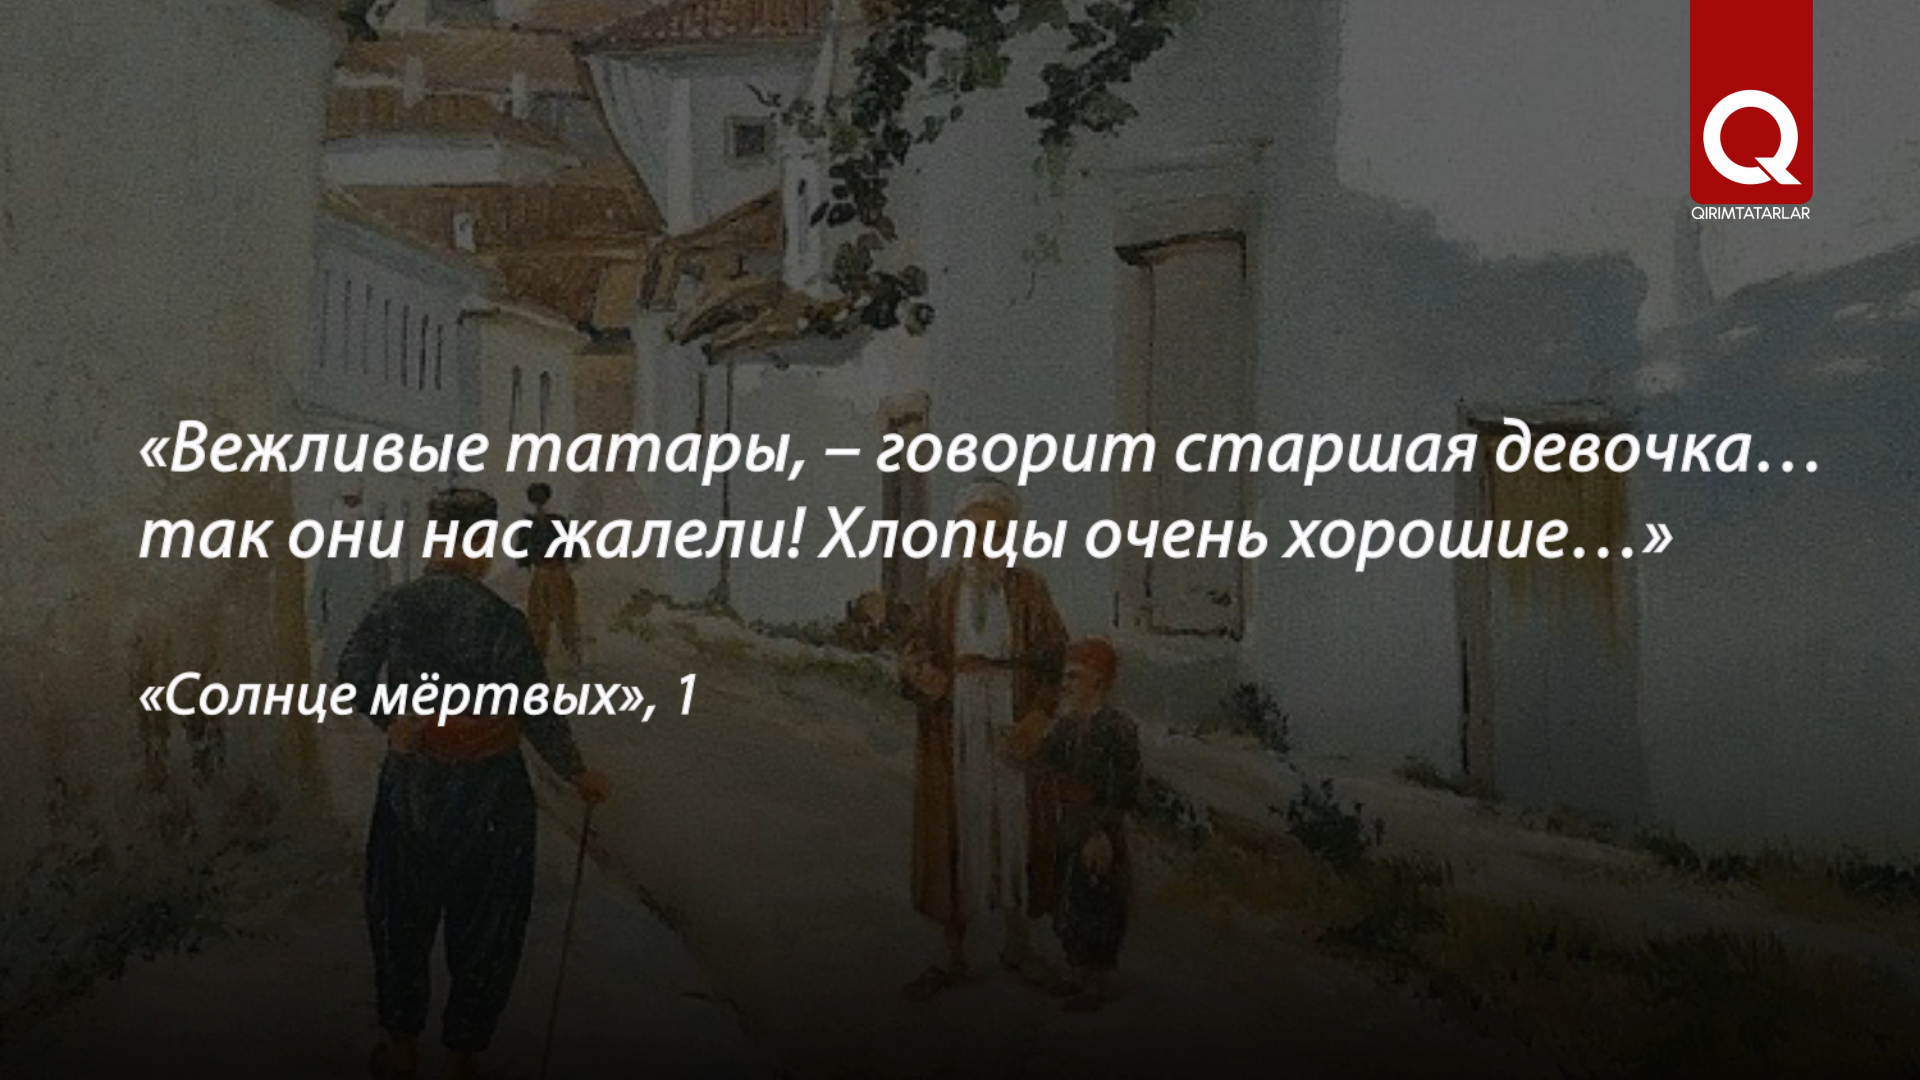 QIRIMTATARLAR
«Вежливые татары, – говорит старшая девочка…
так они нас жалели! Хлопцы очень хорошие…»
«Солнце мёртвых», 1